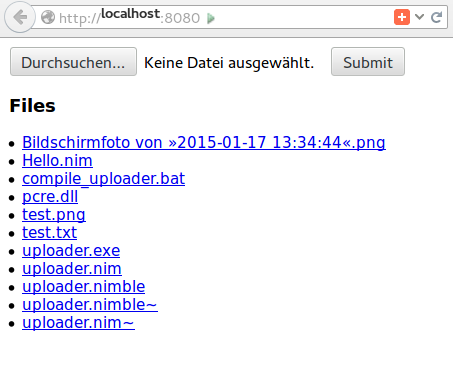 http://localhost:8080
Durchsuchen... Keine Datei ausgewählt. Submit
Files
Bildschirmfoto von »2015-01-17 13:34:44«.png
Hello.nim
compile_uploader.bat
pcre.dll
test.png
test.txt
uploader.exe
uploader.nim
uploader.nimble
uploader.nimble~
uploader.nim~